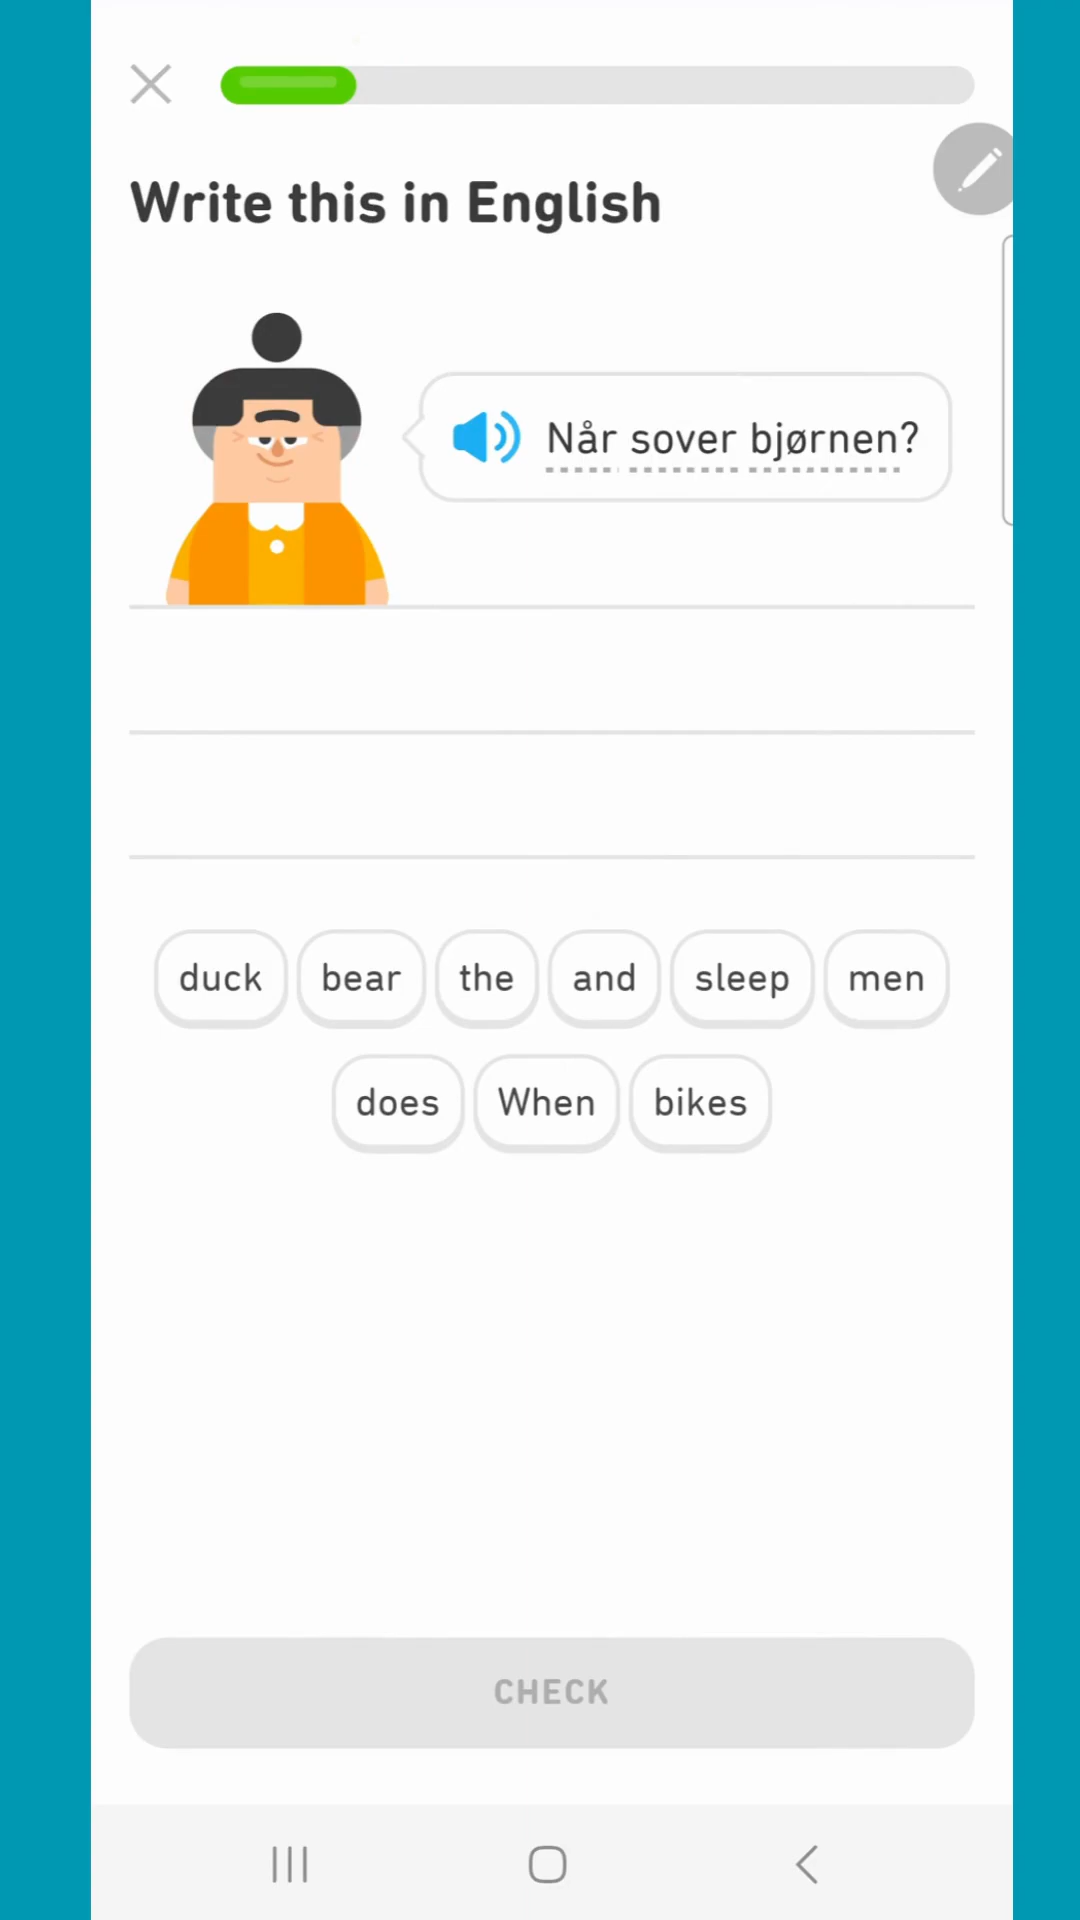 Write this in English
Når sover bjørnen?
duck bear the and sleep men
does When bikes
CHECK